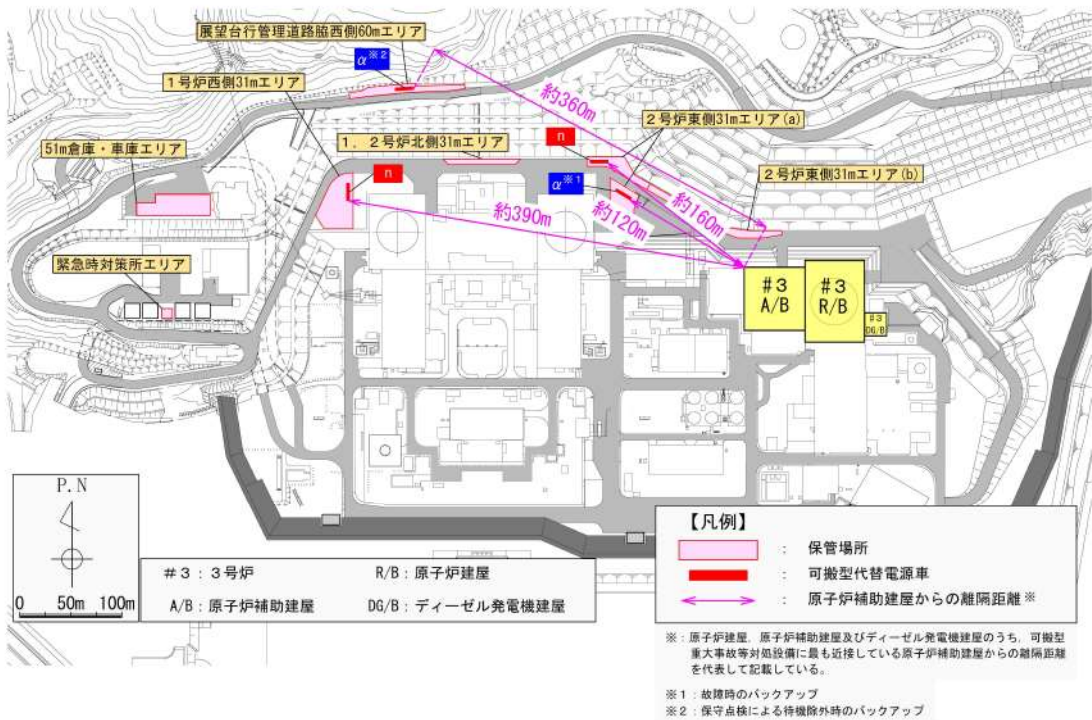 展望台行管理道路脇西側60mエリア
α※2
1号炉西側31mエリア
約360m
2号炉東側31mエリア(a)
n
1,2号炉北側31mエリア
51m倉庫・車庫エリア
n
α※1
2号炉東側31mエリア(b)
約390m
約120m
約160m
緊急時対策所エリア
#3
A/B
#3
R/B
#3
DG/B
P.N
0 50m 100m
#3:3号炉 R/B:原子炉建屋
A/B:原子炉補助建屋 DG/B:ディーゼル発電機建屋
【凡例】
: 保管場所
: 可搬型代替電源車
: 原子炉補助建屋からの離隔距離※
※:原子炉建屋,原子炉補助建屋及びディーゼル発電機建屋のうち,可搬型
重大事故等対処設備に最も近接している原子炉補助建屋からの離隔距離
を代表して記載している。
※1:故障時のバックアップ
※2:保守点検による待機除外時のバックアップ